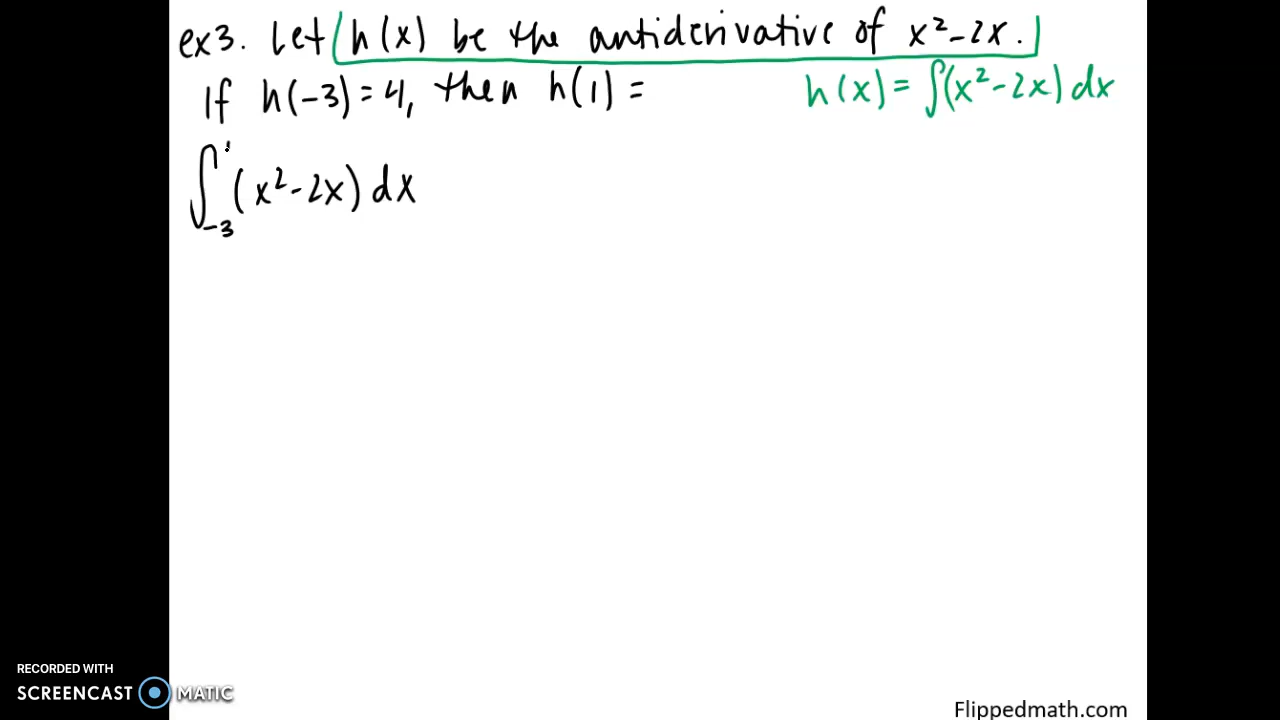 ex3. Let h(x) be the antiderivative of x²-2x.
If h(-3)=4, then h(1)=
h(x)=∫(x²-2x)dx
∫₋₃¹(x²-2x)dx
RECORDED WITH
SCREENCAST MATIC
Flippedmath.com